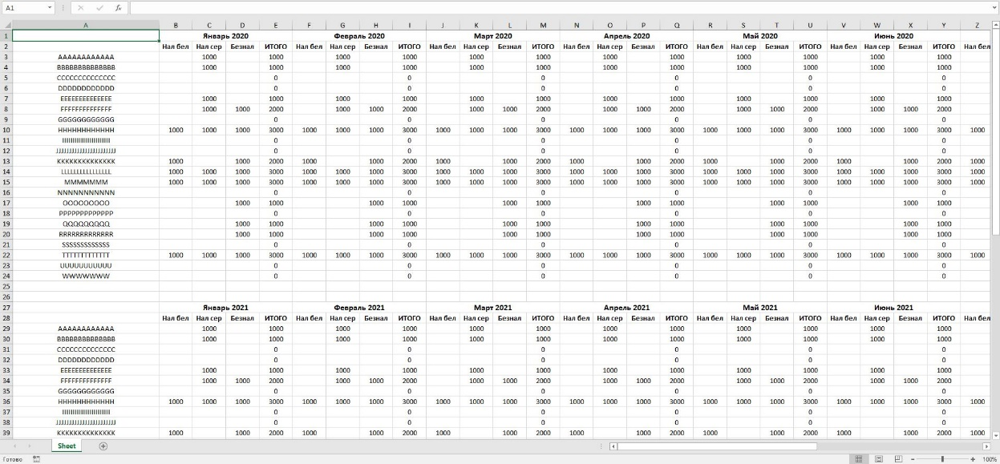 A1
fx
A B C D E F G H I J K L M N O P Q R S T U V W X Y Z
1 Январь 2020 Февраль 2020 Март 2020 Апрель 2020 Май 2020 Июнь 2020
2 Нал бел Нал сер Безнал ИТОГО Нал бел Нал сер Безнал ИТОГО Нал бел Нал сер Безнал ИТОГО Нал бел Нал сер Безнал ИТОГО Нал бел Нал сер Безнал ИТОГО Нал бел Нал сер Безнал ИТОГО Нал бел
3 AAAAAAAAAAAA 1000 1000 1000 1000 1000 1000 1000 1000 1000 1000 1000 1000
4 BBBBBBBBBBBBBB 1000 1000 1000 1000 1000 1000 1000 1000 1000 1000 1000 1000
5 CCCCCCCCCCCCCC 0 0 0 0 0 0
6 DDDDDDDDDDDD 0 0 0 0 0 0
7 EEEEEEEEEEEEEE 1000 1000 1000 1000 1000 1000 1000 1000 1000 1000 1000 1000
8 FFFFFFFFFFFFFF 1000 1000 2000 1000 1000 2000 1000 1000 2000 1000 1000 2000 1000 1000 2000 1000 1000 2000
9 GGGGGGGGGGGG 0 0 0 0 0 0
10 HHHHHHHHHHHH 1000 1000 1000 3000 1000 1000 1000 3000 1000 1000 1000 3000 1000 1000 1000 3000 1000 1000 1000 3000 1000 1000 1000 3000 1000
11 IIIIIIIIIIIIIIIIIIIIIII 0 0 0 0 0 0
12 JJJJJJJJJJJJJJJJJJJJJJJ 0 0 0 0 0 0
13 KKKKKKKKKKKKKK 1000 1000 2000 1000 1000 2000 1000 1000 2000 1000 1000 2000 1000 1000 2000 1000 1000 2000 1000
14 LLLLLLLLLLLLLLLL 1000 1000 1000 3000 1000 1000 1000 3000 1000 1000 1000 3000 1000 1000 1000 3000 1000 1000 1000 3000 1000 1000 1000 3000 1000
15 MMMMMMM 1000 1000 1000 3000 1000 1000 1000 3000 1000 1000 1000 3000 1000 1000 1000 3000 1000 1000 1000 3000 1000 1000 1000 3000 1000
16 NNNNNNNNNNN 0 0 0 0 0 0
17 OOOOOOOOO 1000 1000 1000 1000 1000 1000 1000 1000 1000 1000 1000 1000
18 PPPPPPPPPPPPP 0 0 0 0 0 0
19 QQQQQQQQQ 1000 1000 1000 1000 1000 1000 1000 1000 1000 1000 1000 1000
20 RRRRRRRRRRRRR 1000 1000 1000 1000 1000 1000 1000 1000 1000 1000 1000 1000
21 SSSSSSSSSSSSS 0 0 0 0 0 0
22 TTTTTTTTTTTTT 1000 1000 1000 3000 1000 1000 1000 3000 1000 1000 1000 3000 1000 1000 1000 3000 1000 1000 1000 3000 1000 1000 1000 3000 1000
23 UUUUUUUUUUU 0 0 0 0 0 0
24 WWWWWWW 0 0 0 0 0 0
25
26
27 Январь 2021 Февраль 2021 Март 2021 Апрель 2021 Май 2021 Июнь 2021
28 Нал бел Нал сер Безнал ИТОГО Нал бел Нал сер Безнал ИТОГО Нал бел Нал сер Безнал ИТОГО Нал бел Нал сер Безнал ИТОГО Нал бел Нал сер Безнал ИТОГО Нал бел Нал сер Безнал ИТОГО Нал бел
29 AAAAAAAAAAAA 1000 1000 1000 1000 1000 1000 1000 1000 1000 1000 1000 1000
30 BBBBBBBBBBBBBB 1000 1000 1000 1000 1000 1000 1000 1000 1000 1000 1000 1000
31 CCCCCCCCCCCCCC 0 0 0 0 0 0
32 DDDDDDDDDDDD 0 0 0 0 0 0
33 EEEEEEEEEEEEEE 1000 1000 1000 1000 1000 1000 1000 1000 1000 1000 1000 1000
34 FFFFFFFFFFFFFF 1000 1000 2000 1000 1000 2000 1000 1000 2000 1000 1000 2000 1000 1000 2000 1000 1000 2000
35 GGGGGGGGGGGG 0 0 0 0 0 0
36 HHHHHHHHHHHH 1000 1000 1000 3000 1000 1000 1000 3000 1000 1000 1000 3000 1000 1000 1000 3000 1000 1000 1000 3000 1000 1000 1000 3000 1000
37 IIIIIIIIIIIIIIIIIIIIIII 0 0 0 0 0 0
38 JJJJJJJJJJJJJJJJJJJJJJJ 0 0 0 0 0 0
39 KKKKKKKKKKKKKK 1000 1000 2000 1000 1000 2000 1000 1000 2000 1000 1000 2000 1000 1000 2000 1000 1000 2000 1000
Sheet
Готово 100%